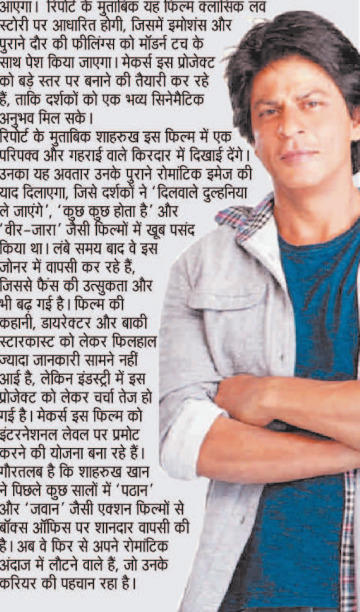 आएगा। रिपोर्ट के मुताबिक यह फिल्म क्लासिक लव
स्टोरी पर आधारित होगी, जिसमें इमोशंस और
पुराने दौर की फीलिंग्स को मॉडर्न टच के
साथ पेश किया जाएगा। मेकर्स इस प्रोजेक्ट
को बड़े स्तर पर बनाने की तैयारी कर रहे
हैं, ताकि दर्शकों को एक भव्य सिनेमैटिक
अनुभव मिल सके।
रिपोर्ट के मुताबिक शाहरुख इस फिल्म में एक
परिपक्व और गहराई वाले किरदार में दिखाई देंगे।
उनका यह अवतार उनके पुराने रोमांटिक इमेज की
याद दिलाएगा, जिसे दर्शकों ने 'दिलवाले दुल्हनिया
ले जाएंगे', 'कुछ कुछ होता है' और
'वीर-जारा' जैसी फिल्मों में खूब पसंद
किया था। लंबे समय बाद वे इस
जोनर में वापसी कर रहे हैं,
जिससे फैंस की उत्सुकता और
भी बढ़ गई है। फिल्म की
कहानी, डायरेक्टर और बाकी
स्टारकास्ट को लेकर फिलहाल
ज्यादा जानकारी सामने नहीं
आई है, लेकिन इंडस्ट्री में इस
प्रोजेक्ट को लेकर चर्चा तेज हो
गई है। मेकर्स इस फिल्म को
इंटरनेशनल लेवल पर प्रमोट
करने की योजना बना रहे हैं।
गौरतलब है कि शाहरुख खान
ने पिछले कुछ सालों में 'पठान'
और 'जवान' जैसी एक्शन फिल्मों से
बॉक्स ऑफिस पर शानदार वापसी की
है। अब वे फिर से अपने रोमांटिक
अंदाज में लौटने वाले हैं, जो उनके
करियर की पहचान रहा है।